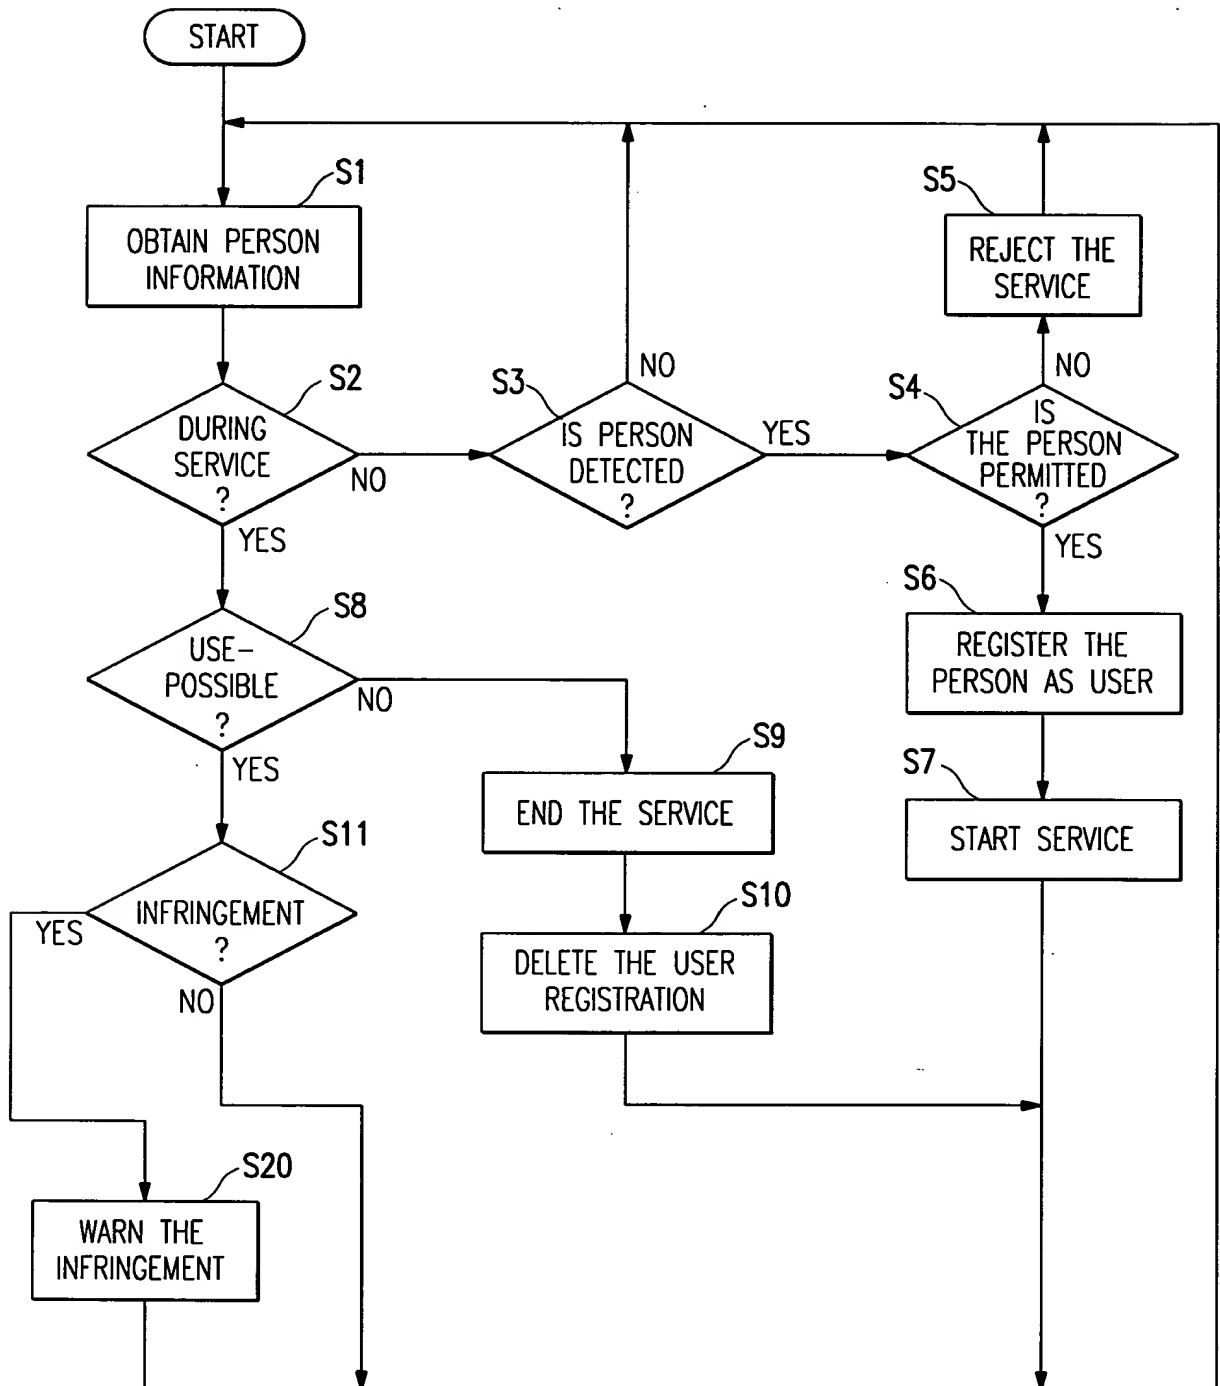 START
S1
OBTAIN PERSON
INFORMATION
S2
DURING
SERVICE
?
NO
YES
S3
IS PERSON
DETECTED
?
NO
YES
S4
IS
THE PERSON
PERMITTED
?
NO
YES
S5
REJECT THE
SERVICE
S6
REGISTER THE
PERSON AS USER
S7
START SERVICE
S8
USE-
POSSIBLE
?
NO
YES
S9
END THE SERVICE
S10
DELETE THE USER
REGISTRATION
S11
INFRINGEMENT
?
YES
NO
S20
WARN THE
INFRINGEMENT